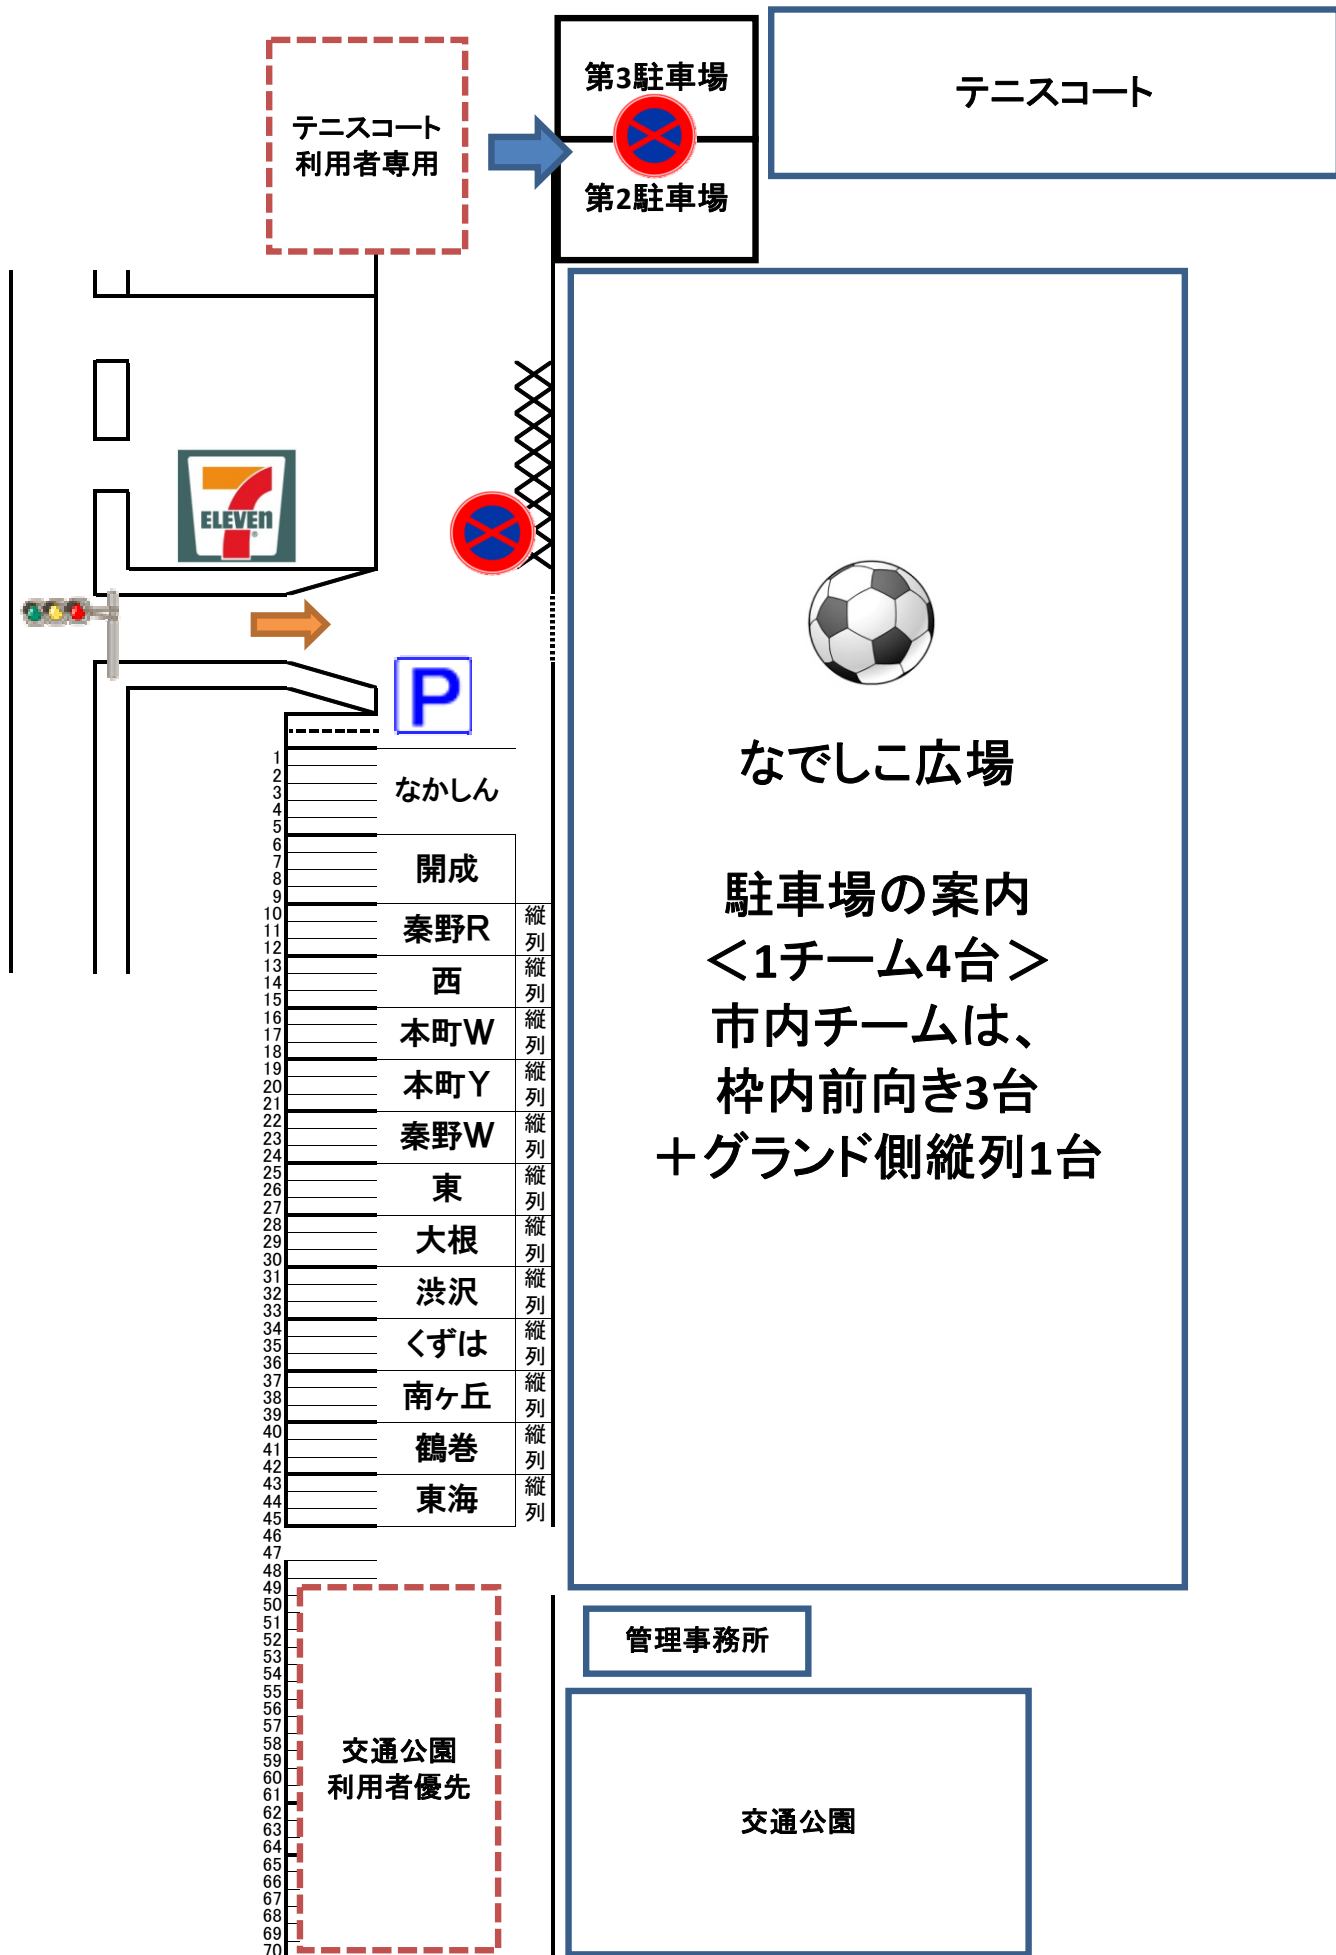 第3駐車場
第2駐車場
テニスコート
テニスコート
利用者専用
7
ELEVEn
P
なでしこ広場
駐車場の案内
＜1チーム4台＞
市内チームは、
枠内前向き3台
＋グランド側縦列1台
1
2
3
4
5
なかしん
6
7
8
9
開成
10
11
12
秦野R
縦列
13
14
15
西
縦列
16
17
18
本町W
縦列
19
20
21
本町Y
縦列
22
23
24
秦野W
縦列
25
26
27
東
縦列
28
29
30
大根
縦列
31
32
33
渋沢
縦列
34
35
36
くずは
縦列
37
38
39
南ヶ丘
縦列
40
41
42
鶴巻
縦列
43
44
45
東海
縦列
46
47
48
49
50
51
52
53
54
55
56
57
58
59
60
61
62
63
64
65
66
67
68
69
70
交通公園
利用者優先
管理事務所
交通公園